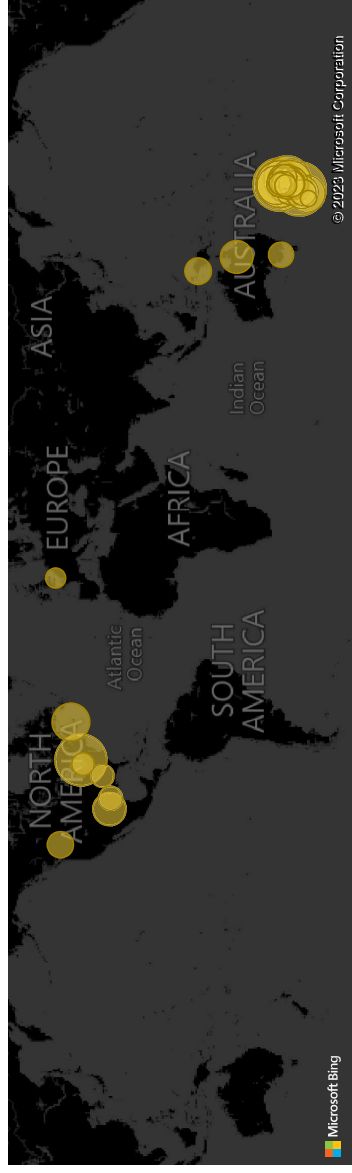 NORTH
AMERICA
EUROPE
ASIA
Atlantic
Ocean
AFRICA
SOUTH
AMERICA
Indian
Ocean
AUSTRALIA
Microsoft Bing
© 2023 Microsoft Corporation